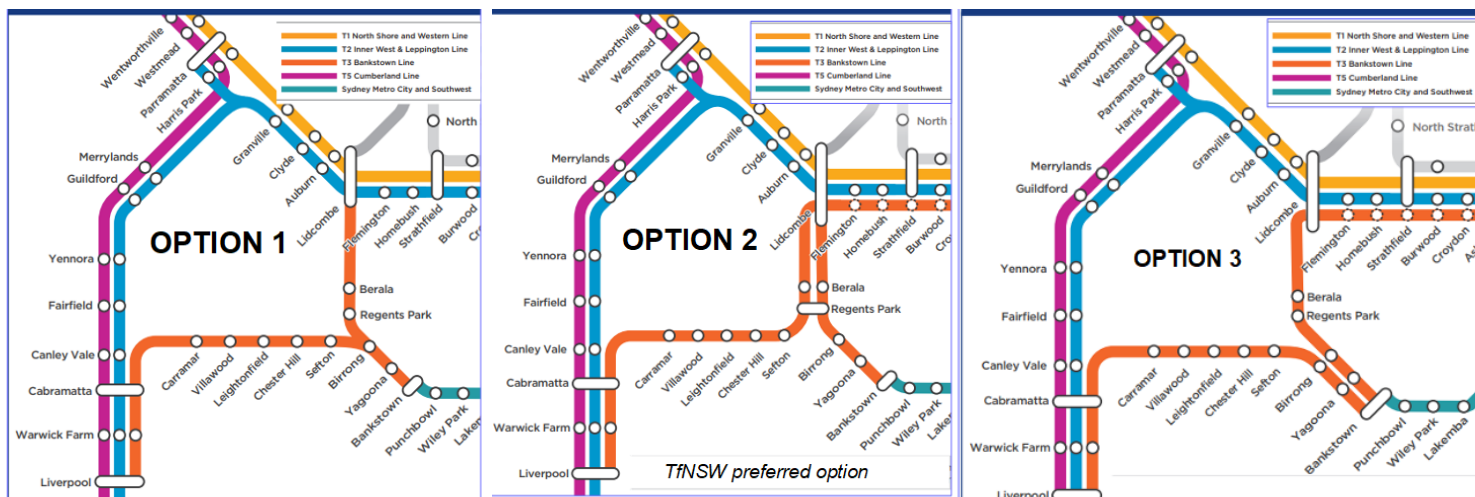 T1 North Shore and Western Line
T2 Inner West & Leppington Line
T3 Bankstown Line
T5 Cumberland Line
Sydney Metro City and Southwest
Wentworthville
Westmead
Parramatta
Harris Park
Merrylands
Guildford
Granville
Clyde
Auburn
Lidcombe
Flemington
Homebush
Strathfield
Burwood
Cr
North
OPTION 1
Yennora
Fairfield
Canley Vale
Cabramatta
Warwick Farm
Liverpool
Berala
Regents Park
Carramar
Villawood
Leightonfield
Chester Hill
Sefton
Birrong
Yagoona
Bankstown
Punchbowl
Wiley Park
Laken
T1 North Shore and Western Line
T2 Inner West & Leppington Line
T3 Bankstown Line
T5 Cumberland Line
Sydney Metro City and Southwest
Wentworthville
Westmead
Parramatta
Harris Park
Merrylands
Guildford
Granville
Clyde
Auburn
Lidcombe
Flemington
Homebush
Strathfield
Burwood
Cro
North
OPTION 2
Yennora
Fairfield
Canley Vale
Cabramatta
Warwick Farm
Liverpool
Berala
Regents Park
Carramar
Villawood
Leightonfield
Chester Hill
Sefton
Birrong
Yagoona
Bankstown
Punchbowl
Wiley Park
Lake
TfNSW preferred option
T1 North Shore and Western Line
T2 Inner West & Leppington Line
T3 Bankstown Line
T5 Cumberland Line
Sydney Metro City and Southwest
Wentworthville
Westmead
Parramatta
Harris Park
Merrylands
Guildford
Granville
Clyde
Auburn
Lidcombe
Flemington
Homebush
Strathfield
Burwood
Croydon
As
North Strat
OPTION 3
Yennora
Fairfield
Canley Vale
Cabramatta
Warwick Farm
Liverpool
Berala
Regents Park
Carramar
Villawood
Leightonfield
Chester Hill
Sefton
Birrong
Yagoona
Bankstown
Punchbowl
Wiley Park
Lakemba